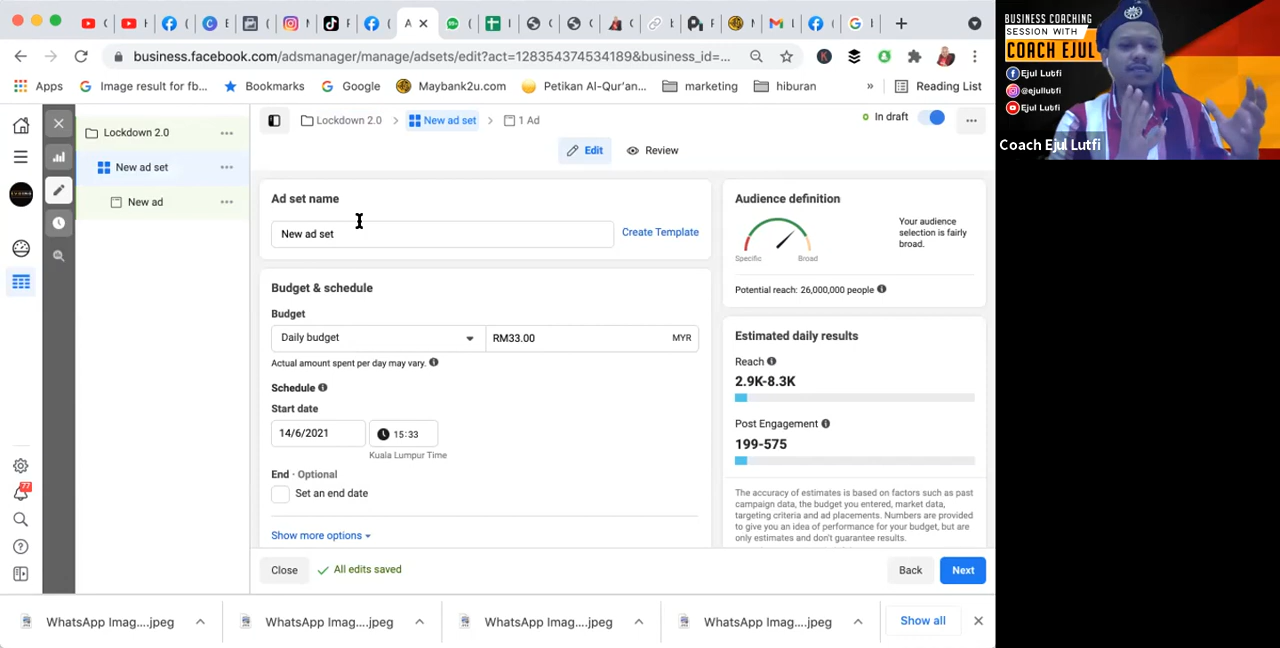 business.facebook.com/adsmanager/manage/adsets/edit?act=128354374534189&business_id=...
Apps
Image result for fb...
Bookmarks
Google
Maybank2u.com
Petikan Al-Qur'an...
marketing
hiburan
»
Reading List
Lockdown 2.0
New ad set
New ad
Lockdown 2.0 > New ad set > 1 Ad
In draft
Edit
Review
Ad set name
New ad set
Create Template
Budget & schedule
Budget
Daily budget
RM33.00
MYR
Actual amount spent per day may vary.
Schedule
Start date
14/6/2021
15:33
Kuala Lumpur Time
End · Optional
Set an end date
Show more options
Audience definition
Specific
Broad
Your audience
selection is fairly
broad.
Potential reach: 26,000,000 people
Estimated daily results
Reach
2.9K-8.3K
Post Engagement
199-575
The accuracy of estimates is based on factors such as past
campaign data, the budget you entered, market data,
targeting criteria and ad placements. Numbers are provided
to give you an idea of performance for your budget, but are
only estimates and don't guarantee results.
Close
All edits saved
Back
Next
WhatsApp Imag....jpeg
WhatsApp Imag....jpeg
WhatsApp Imag....jpeg
WhatsApp Imag....jpeg
Show all
BUSINESS COACHING
SESSION WITH
COACH EJUL
Ejul Lutfi
@ejullutfi
Ejul Lutfi
Coach Ejul Lutfi